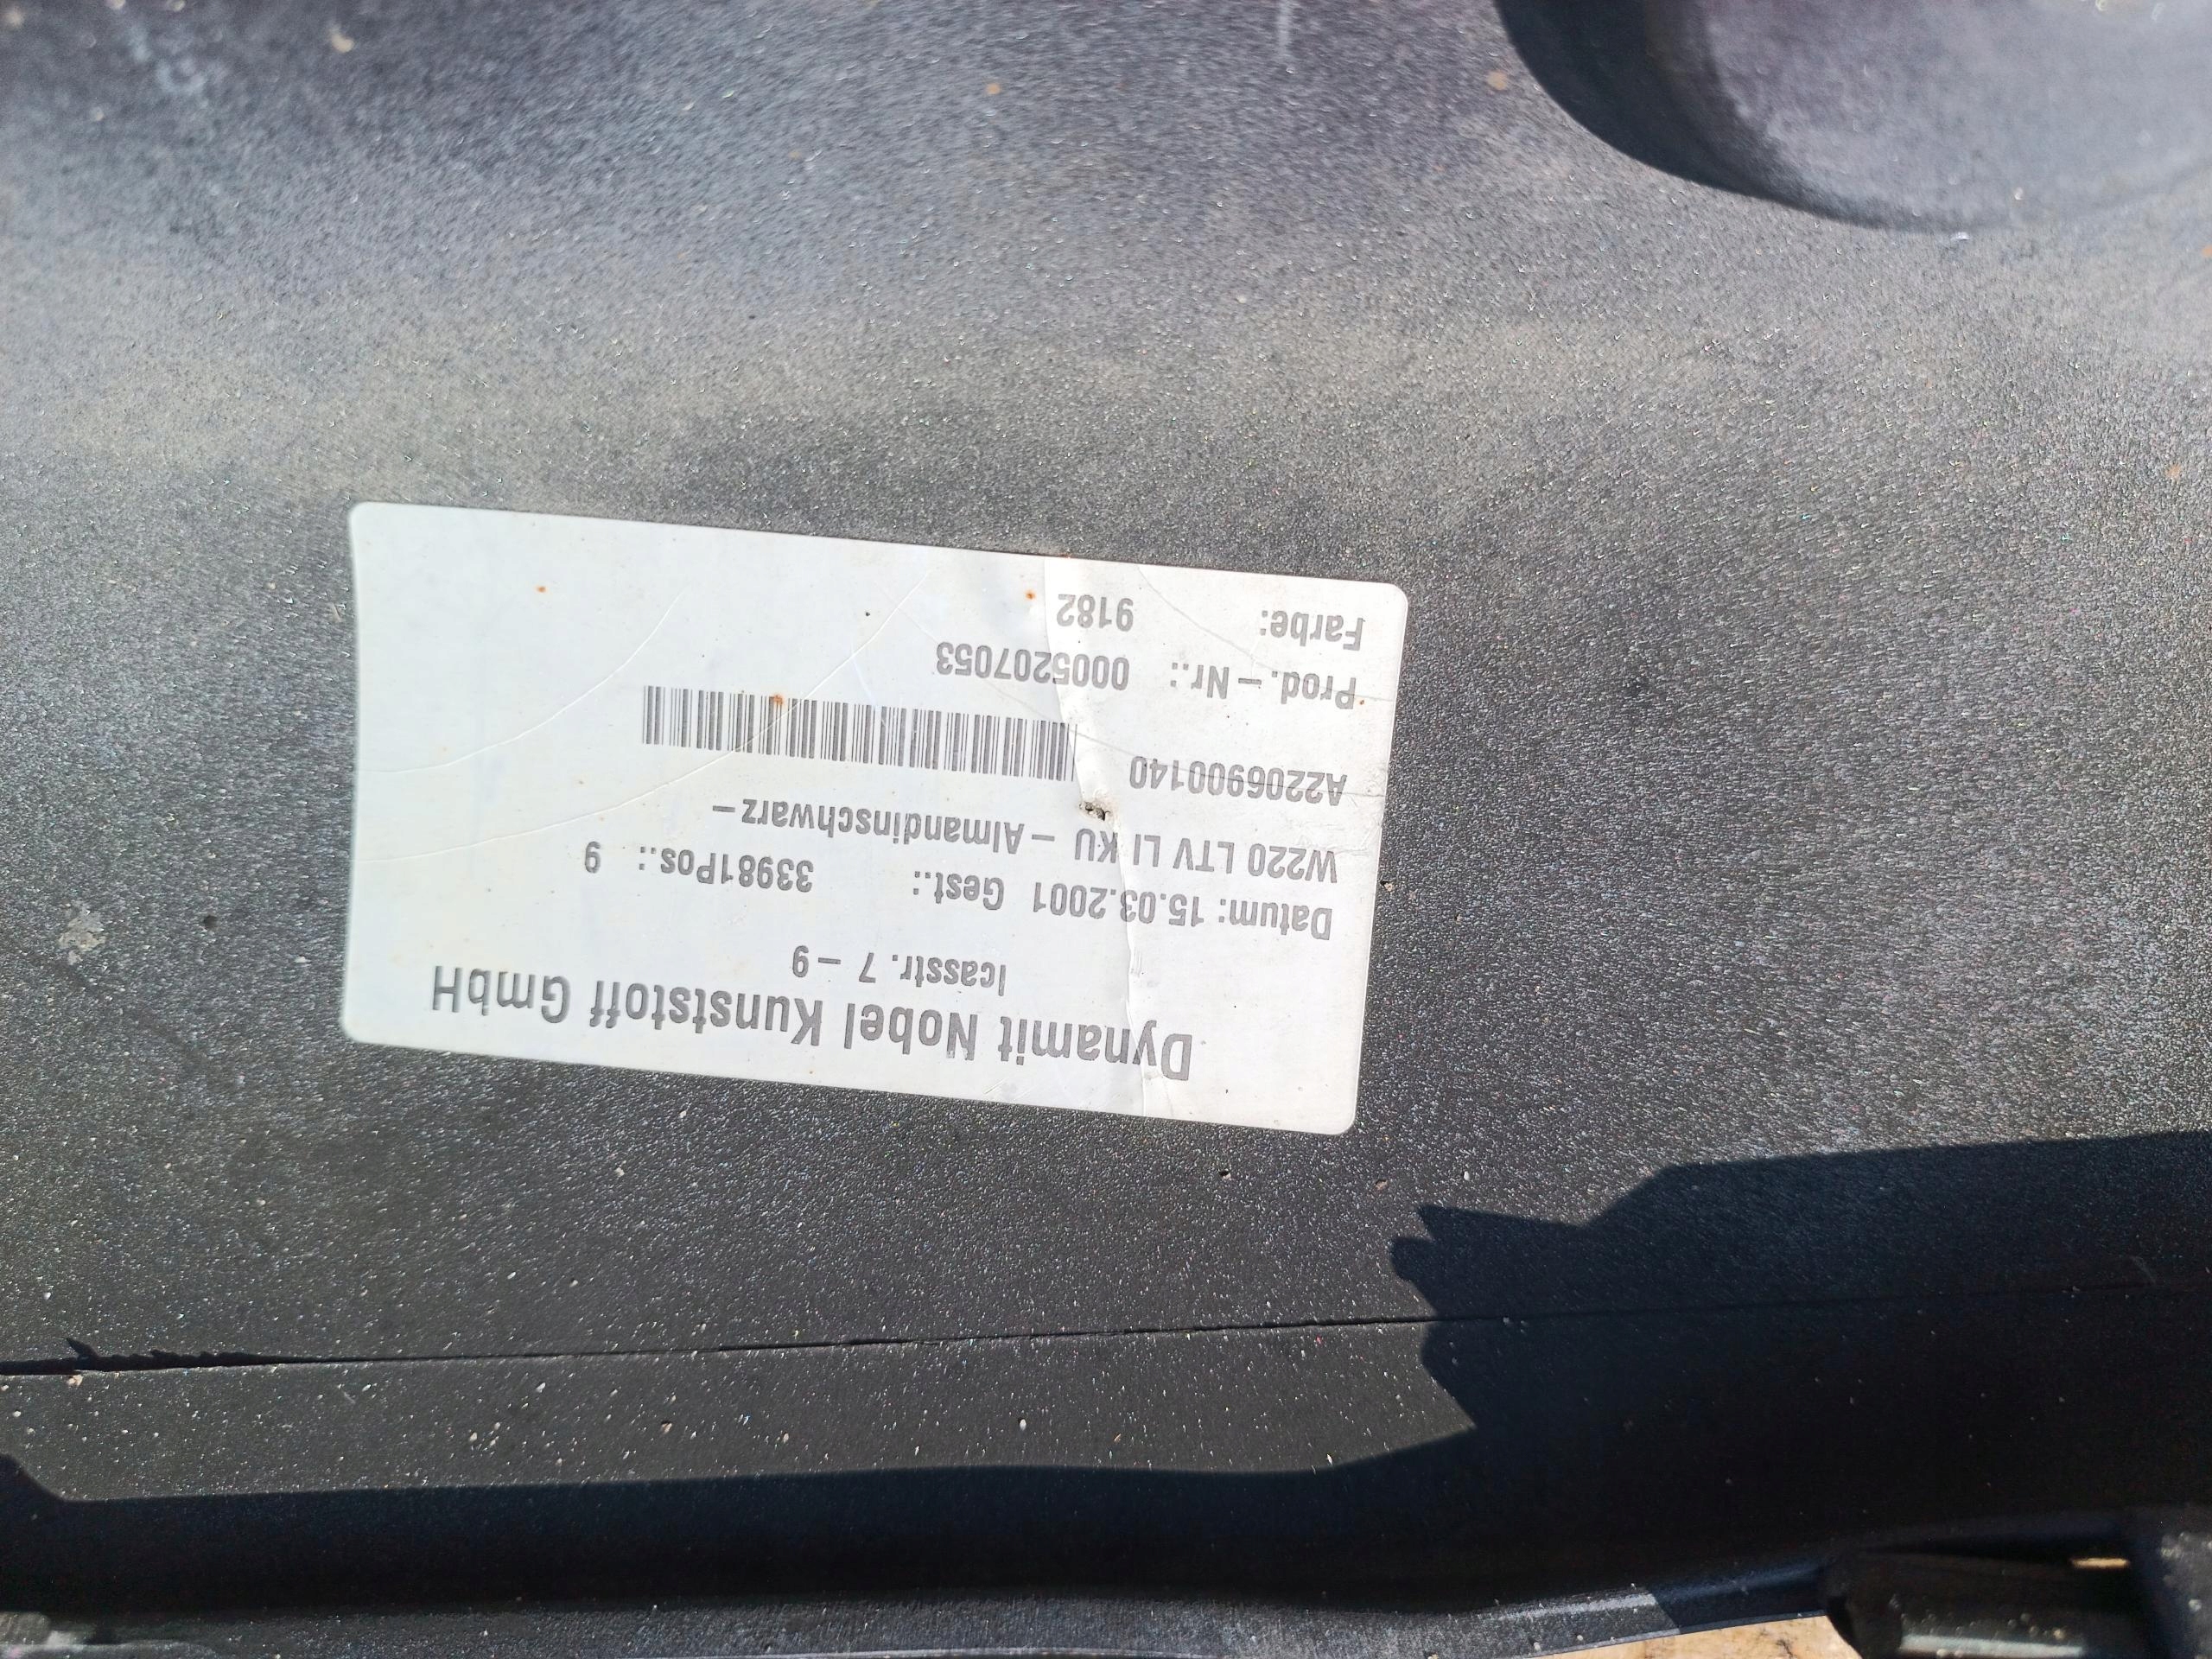 Dynamit Nobel Kunststoff GmbH
Icasstr. 7 – 9
Datum: 15.03.2001 Gest.: 33981Pos.: 9
W220 LTV LI KU – Almandinschwarz –
A2206900140
Prod.–Nr.: 0005207053
Farbe: 9182